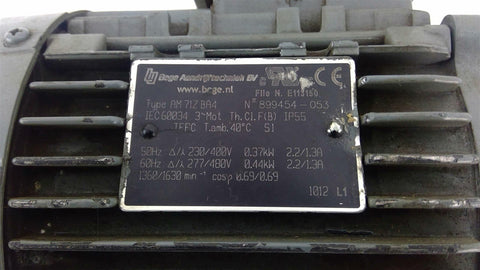 Bege Aandrijftechniek BV
www.bege.nl
File N. E113150
Type AM 71Z BA4 N° 899454-053
IEC60034 3~Mot Th.Cl.F(B) IP55
TEFC T.amb.40°C S1
50Hz Δ/⅄ 230/400V 0.37kW 2.2/1.3A
60Hz Δ/⅄ 277/480V 0.44kW 2.2/1.3A
1360/1630 min⁻¹ cosφ 0.69/0.69
1012 L1